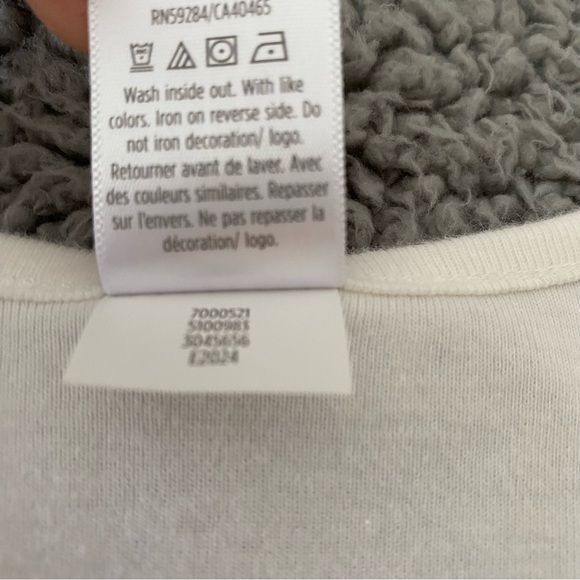 RN59284/CA40465
Wash inside out. With like
colors. Iron on reverse side. Do
not iron decoration/ logo.
Retourner avant de laver. Avec
des couleurs similaires. Repasser
sur l'envers. Ne pas repasser la
décoration/ logo.
7000521
5100983
3045656
E2024